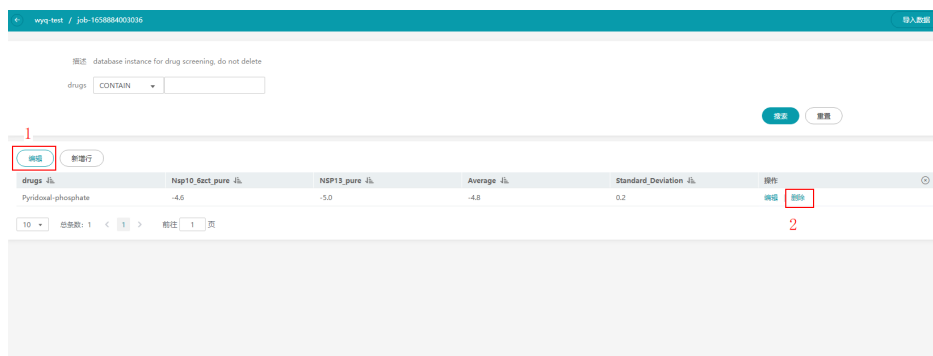 wyq-test / job-1658884003036 导入数据
描述 database instance for drug screening, do not delete
drugs CONTAIN
搜索 重置
1
编辑 新增行
drugs Nsp10_6zct_pure NSP13_pure Average Standard_Deviation 操作
Pyridoxal-phosphate -4.6 -5.0 -4.8 0.2 编辑 删除
10 总条数: 1 < 1 > 前往 1 页
2